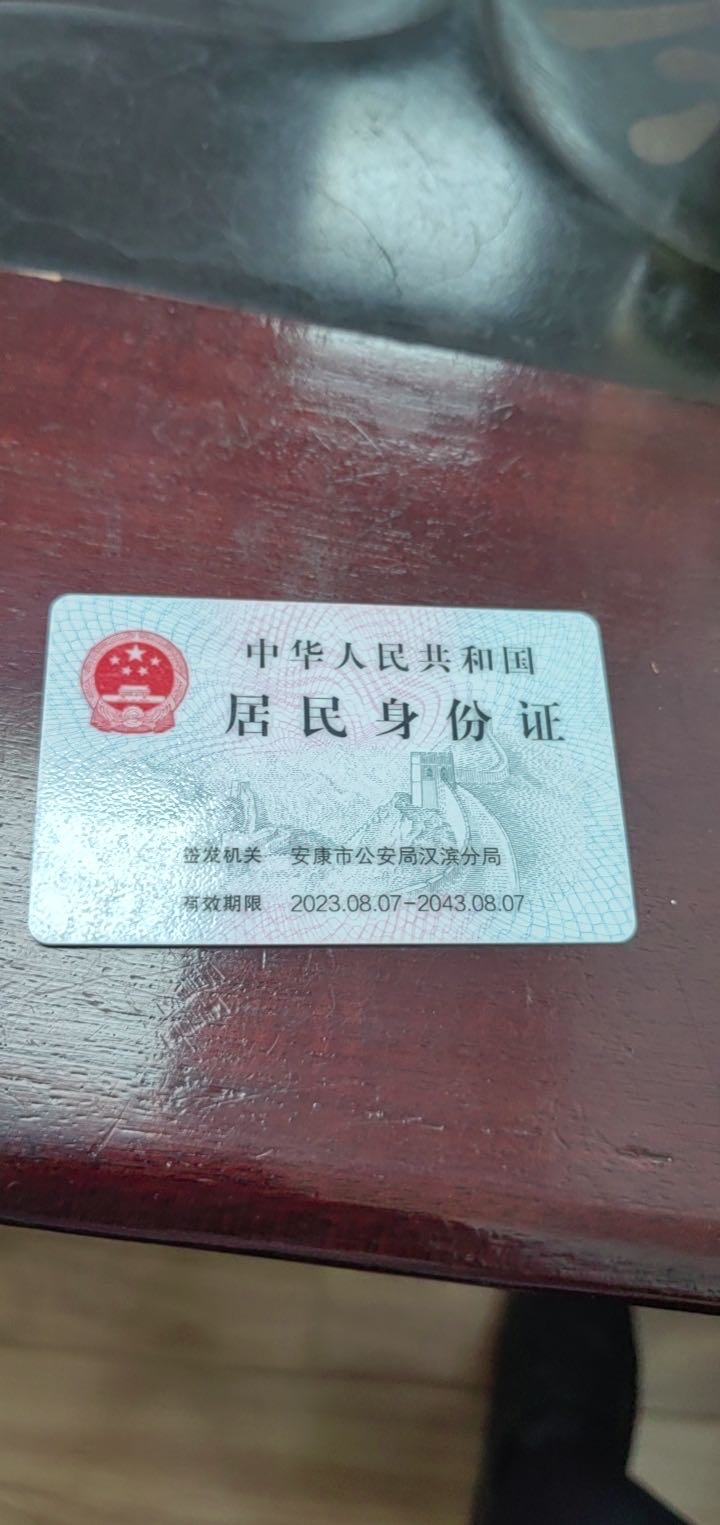 中华人民共和国
居民身份证
签发机关 安康市公安局汉滨分局
有效期限 2023.08.07-2043.08.07